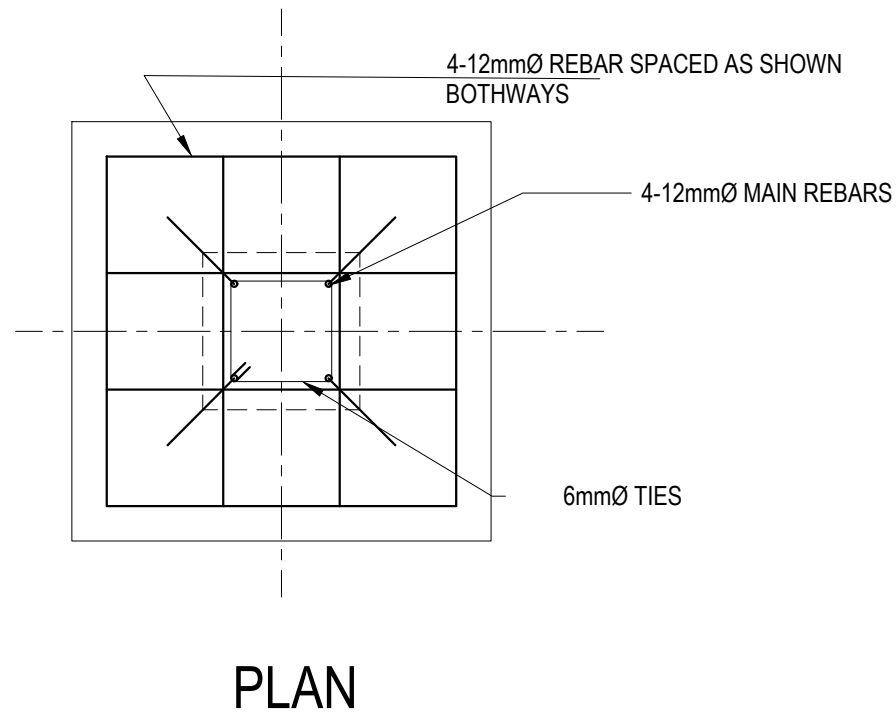 4-12mmØ REBAR SPACED AS SHOWN
BOTHWAYS
4-12mmØ MAIN REBARS
6mmØ TIES
PLAN